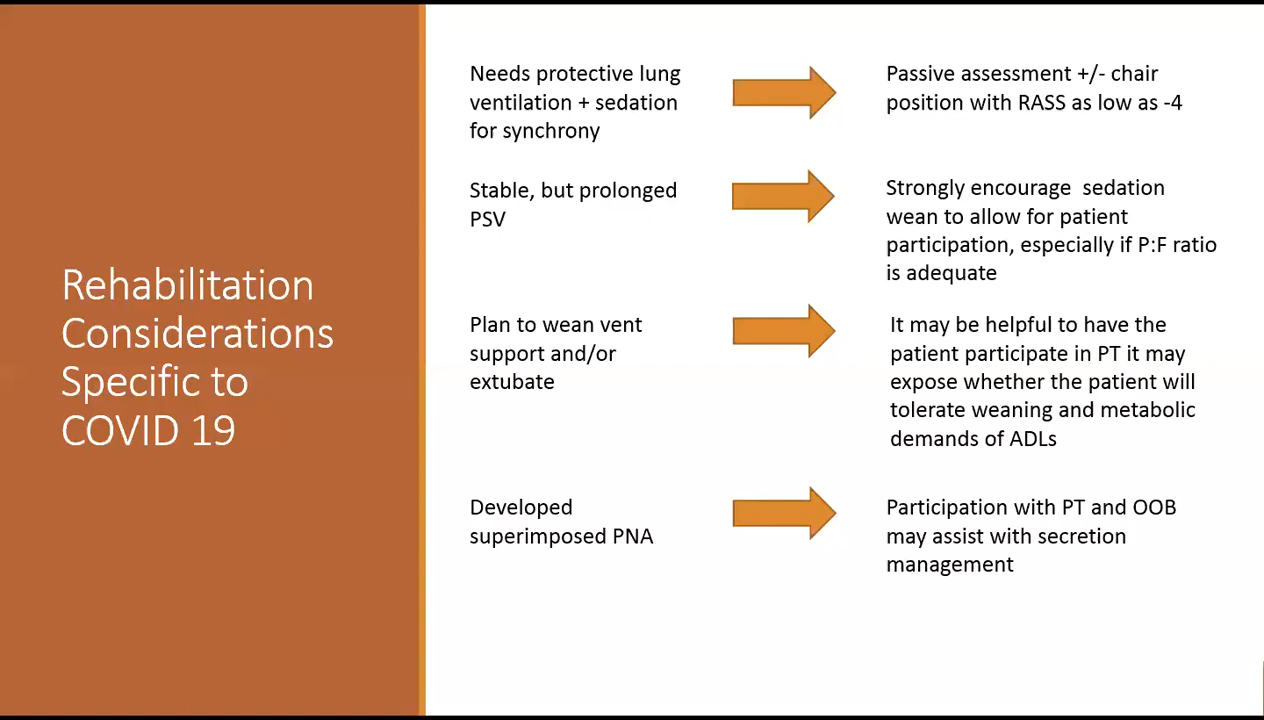 Rehabilitation
Considerations
Specific to
COVID 19
Needs protective lung
ventilation + sedation
for synchrony
Passive assessment +/- chair
position with RASS as low as -4
Stable, but prolonged
PSV
Strongly encourage  sedation
wean to allow for patient
participation, especially if P:F ratio
is adequate
Plan to wean vent
support and/or
extubate
It may be helpful to have the
patient participate in PT it may
expose whether the patient will
tolerate weaning and metabolic
demands of ADLs
Developed
superimposed PNA
Participation with PT and OOB
may assist with secretion
management